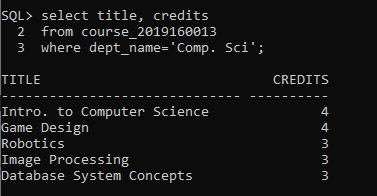 SQL> select title, credits
2 from course_2019160013
3 where dept_name='Comp. Sci';
TITLE CREDITS
------------------------------ ----------
Intro. to Computer Science 4
Game Design 4
Robotics 3
Image Processing 3
Database System Concepts 3